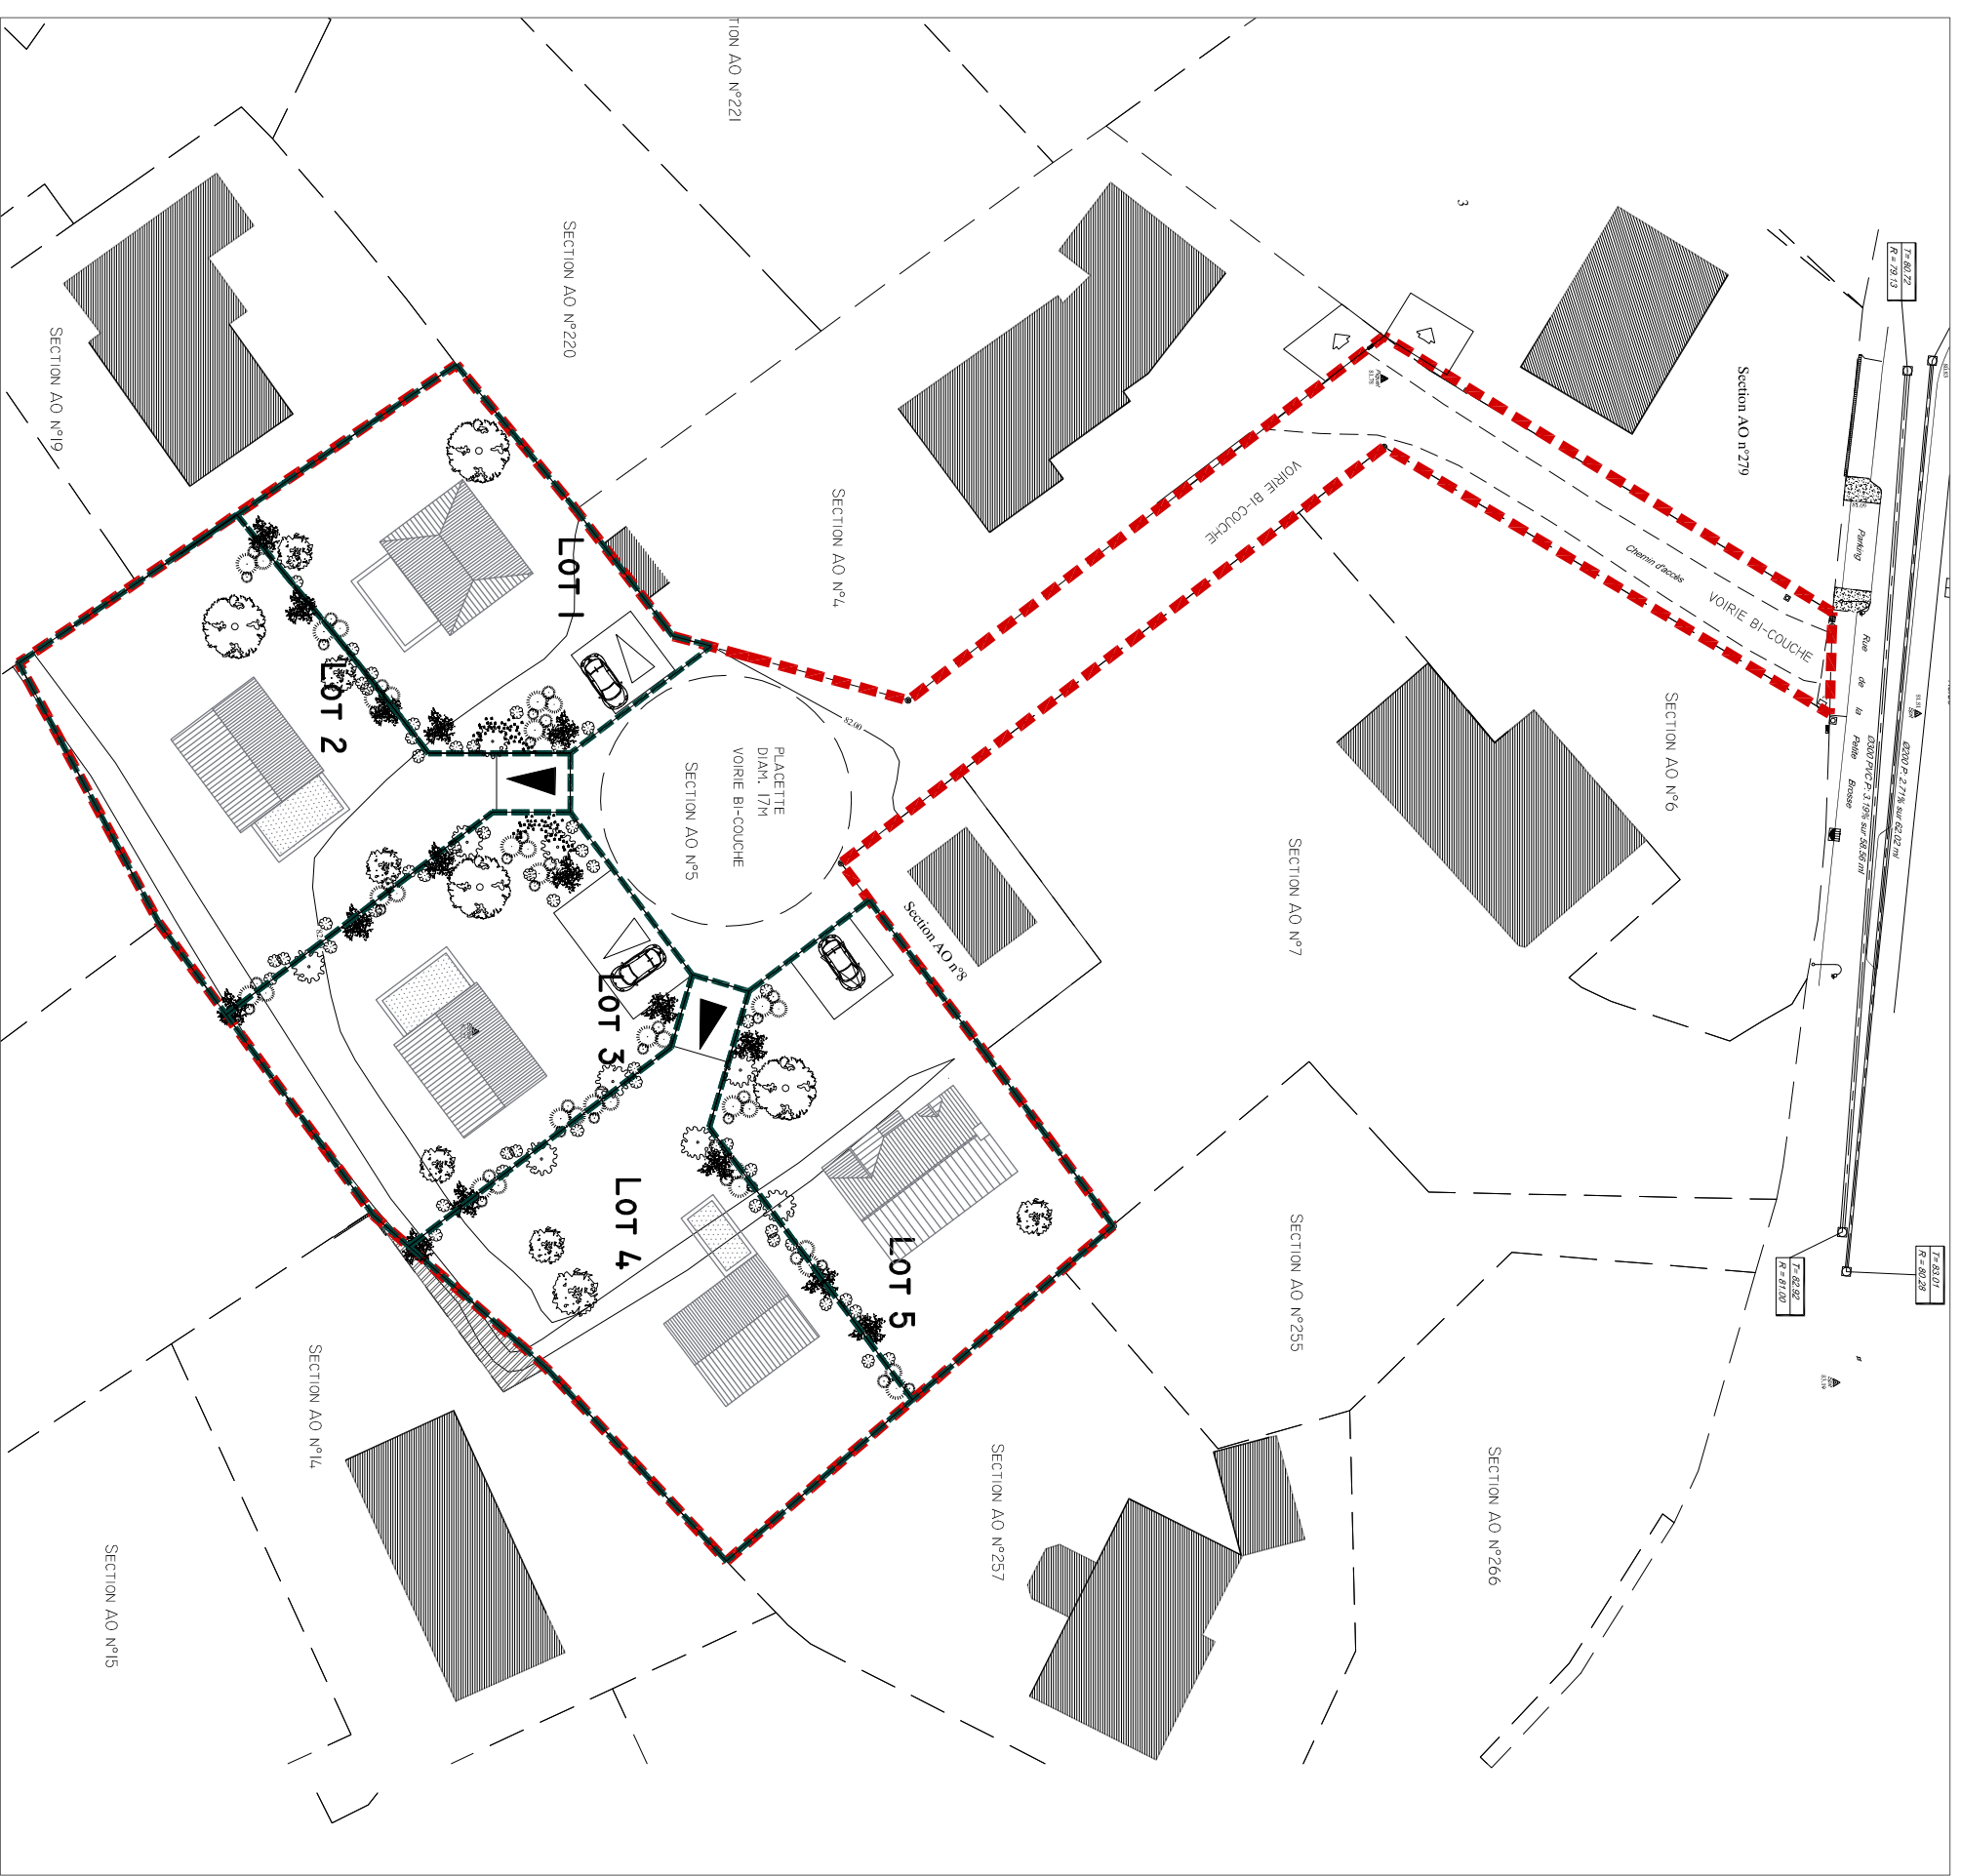 T= 80.72
R = 79.13
Section AO n°279
Parking
Rue de la Petite Brosse
Ø200 P: 2.71% sur 62.02 ml
Ø300 PVC P: 3.19% sur 58.56 ml
T= 83.01
R = 80.28
T= 82.92
R = 81.00
Chemin d'accès
VOIRIE BI-COUCHE
VOIRIE BI-COUCHE
3
SECTION AO N°6
SECTION AO N°7
SECTION AO N°255
SECTION AO N°266
SECTION AO N°257
Section AO n°8
SECTION AO N°4
TION AO N°221
SECTION AO N°220
SECTION AO N°19
82.00
PLACETTE
DIAM. 17M
VOIRIE BI-COUCHE
SECTION AO N°5
LOT 1
LOT 2
LOT 3
LOT 4
LOT 5
SECTION AO N°14
SECTION AO N°15